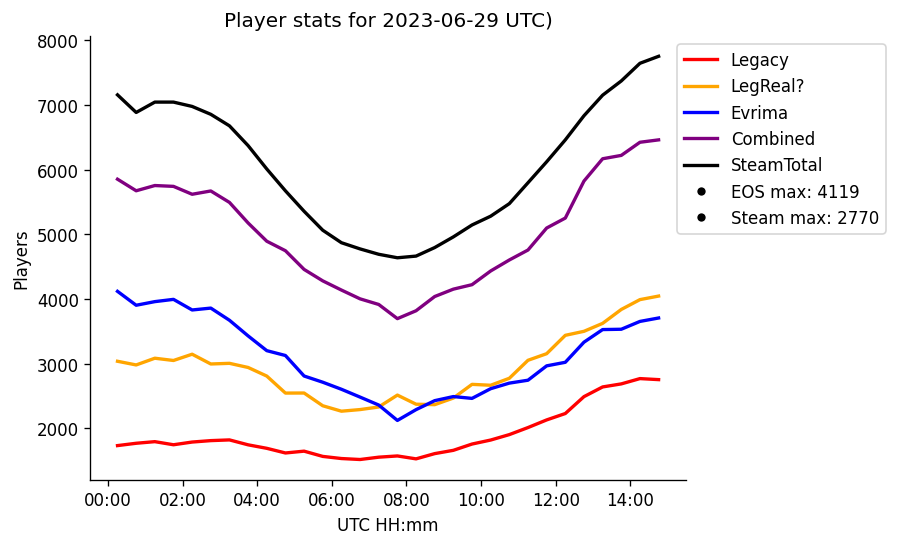 Player stats for 2023-06-29 UTC)
8000
7000
6000
5000
4000
3000
2000
Players
00:00 02:00 04:00 06:00 08:00 10:00 12:00 14:00
UTC HH:mm
Legacy
LegReal?
Evrima
Combined
SteamTotal
EOS max: 4119
Steam max: 2770